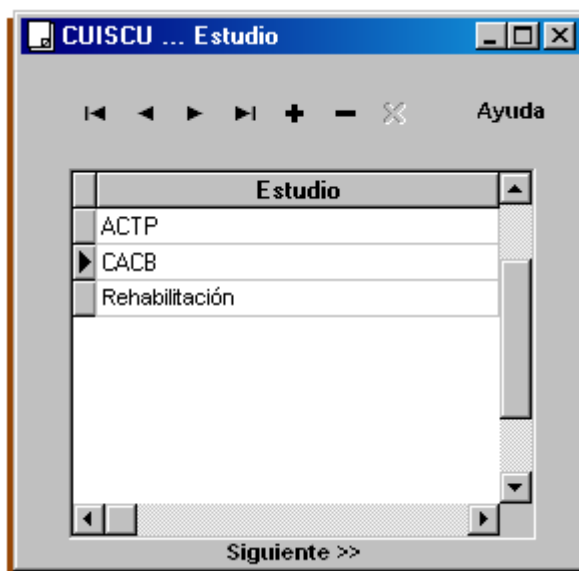 CUISCU ... Estudio
Ayuda
Estudio
ACTP
CACB
Rehabilitación
Siguiente >>